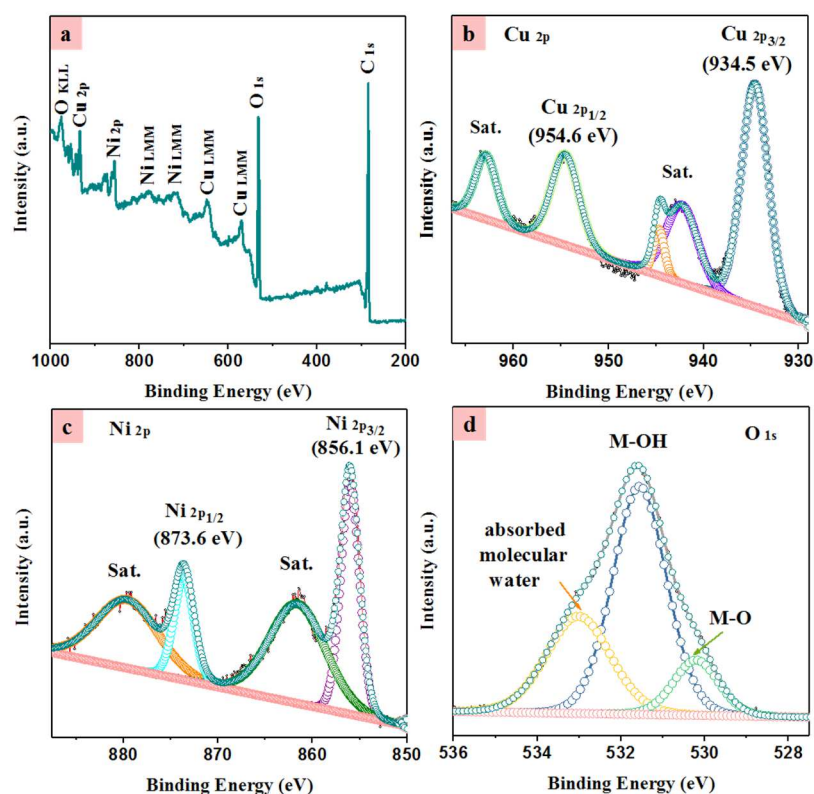 a
O KLL
Cu 2p
Ni 2p
Ni LMM
Ni LMM
Cu LMM
Cu LMM
O 1s
C 1s
Intensity (a.u.)
1000 800 600 400 200
Binding Energy (eV)
b
Cu 2p
Cu 2p3/2
(934.5 eV)
Cu 2p1/2
(954.6 eV)
Sat.
Sat.
Intensity (a.u.)
960 950 940 930
Binding Energy (eV)
c
Ni 2p
Ni 2p3/2
(856.1 eV)
Ni 2p1/2
(873.6 eV)
Sat.
Sat.
Intensity (a.u.)
880 870 860 850
Binding Energy (eV)
d
M-OH
O 1s
absorbed
molecular
water
M-O
Intensity (a.u.)
536 534 533 531 530 528
Binding Energy (eV)